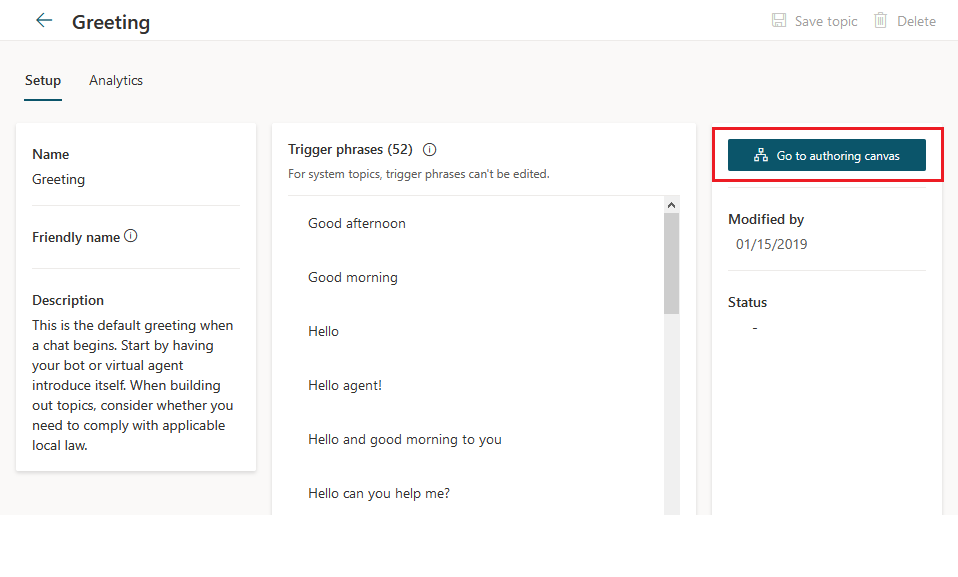 Greeting
Save topic
Delete
Setup
Analytics
Name
Greeting
Friendly name
Description
This is the default greeting when
a chat begins. Start by having
your bot or virtual agent
introduce itself. When building
out topics, consider whether you
need to comply with applicable
local law.
Trigger phrases (52)
For system topics, trigger phrases can't be edited.
Good afternoon
Good morning
Hello
Hello agent!
Hello and good morning to you
Hello can you help me?
Go to authoring canvas
Modified by
01/15/2019
Status
-